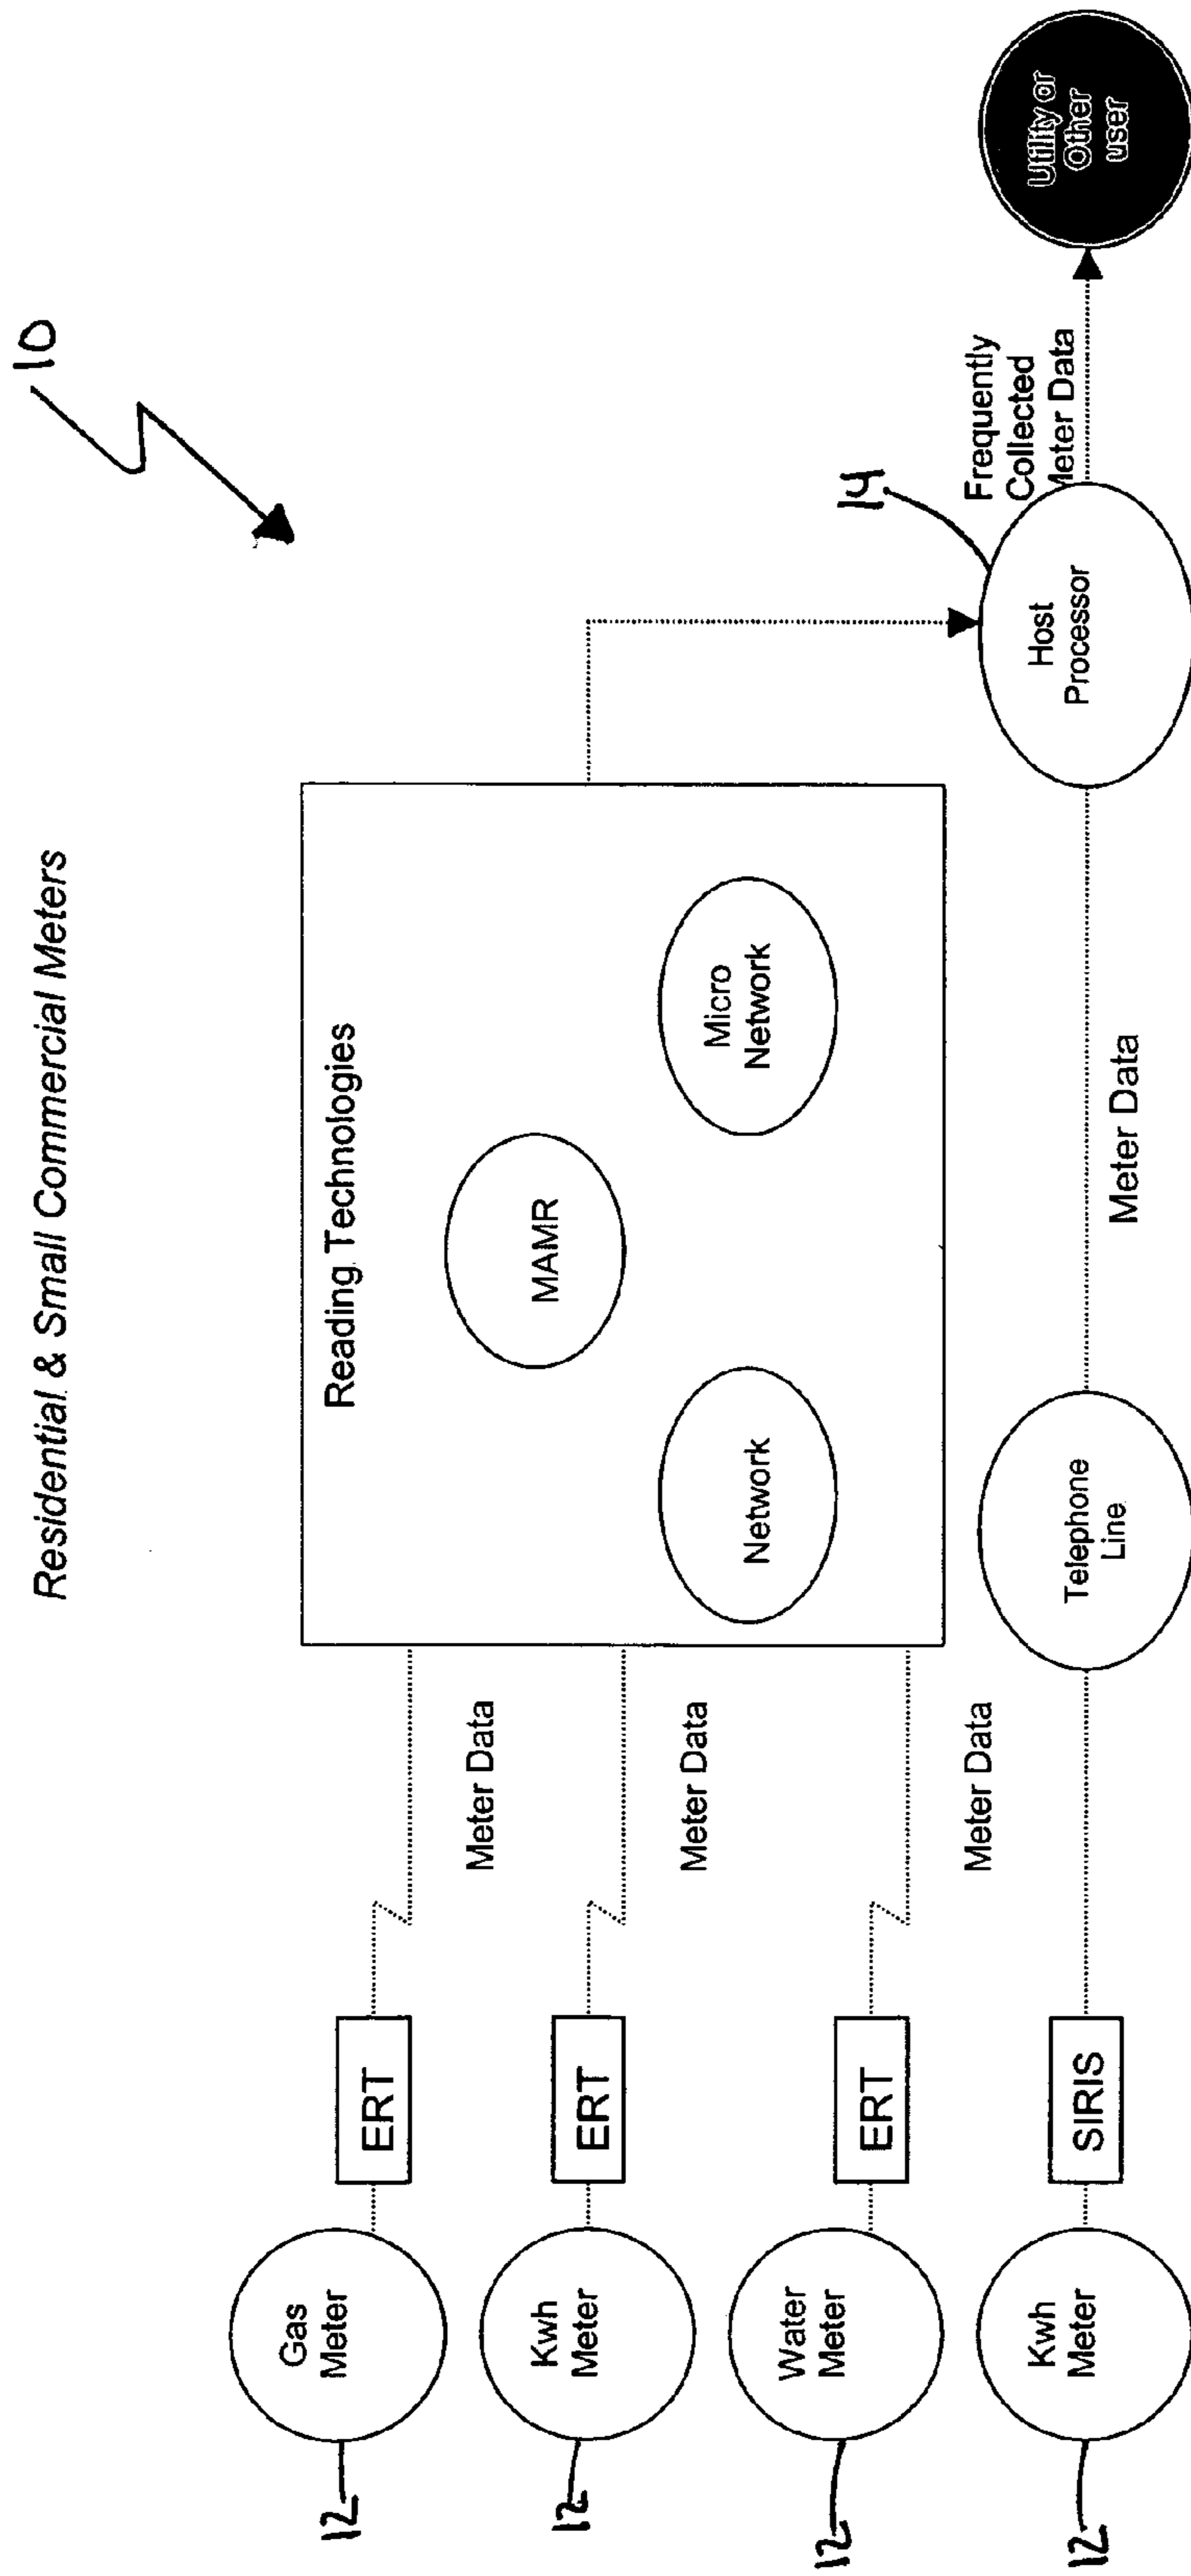 Residential & Small Commercial Meters
10
Reading Technologies
MAMR
Network
Micro
Network
12
Gas
Meter
ERT
Meter Data
12
Kwh
Meter
ERT
Meter Data
12
Water
Meter
ERT
Meter Data
12
Kwh
Meter
SIRIS
Telephone
Line
Meter Data
14
Host
Processor
Frequently
Collected
Meter Data
Utility or
Other
user